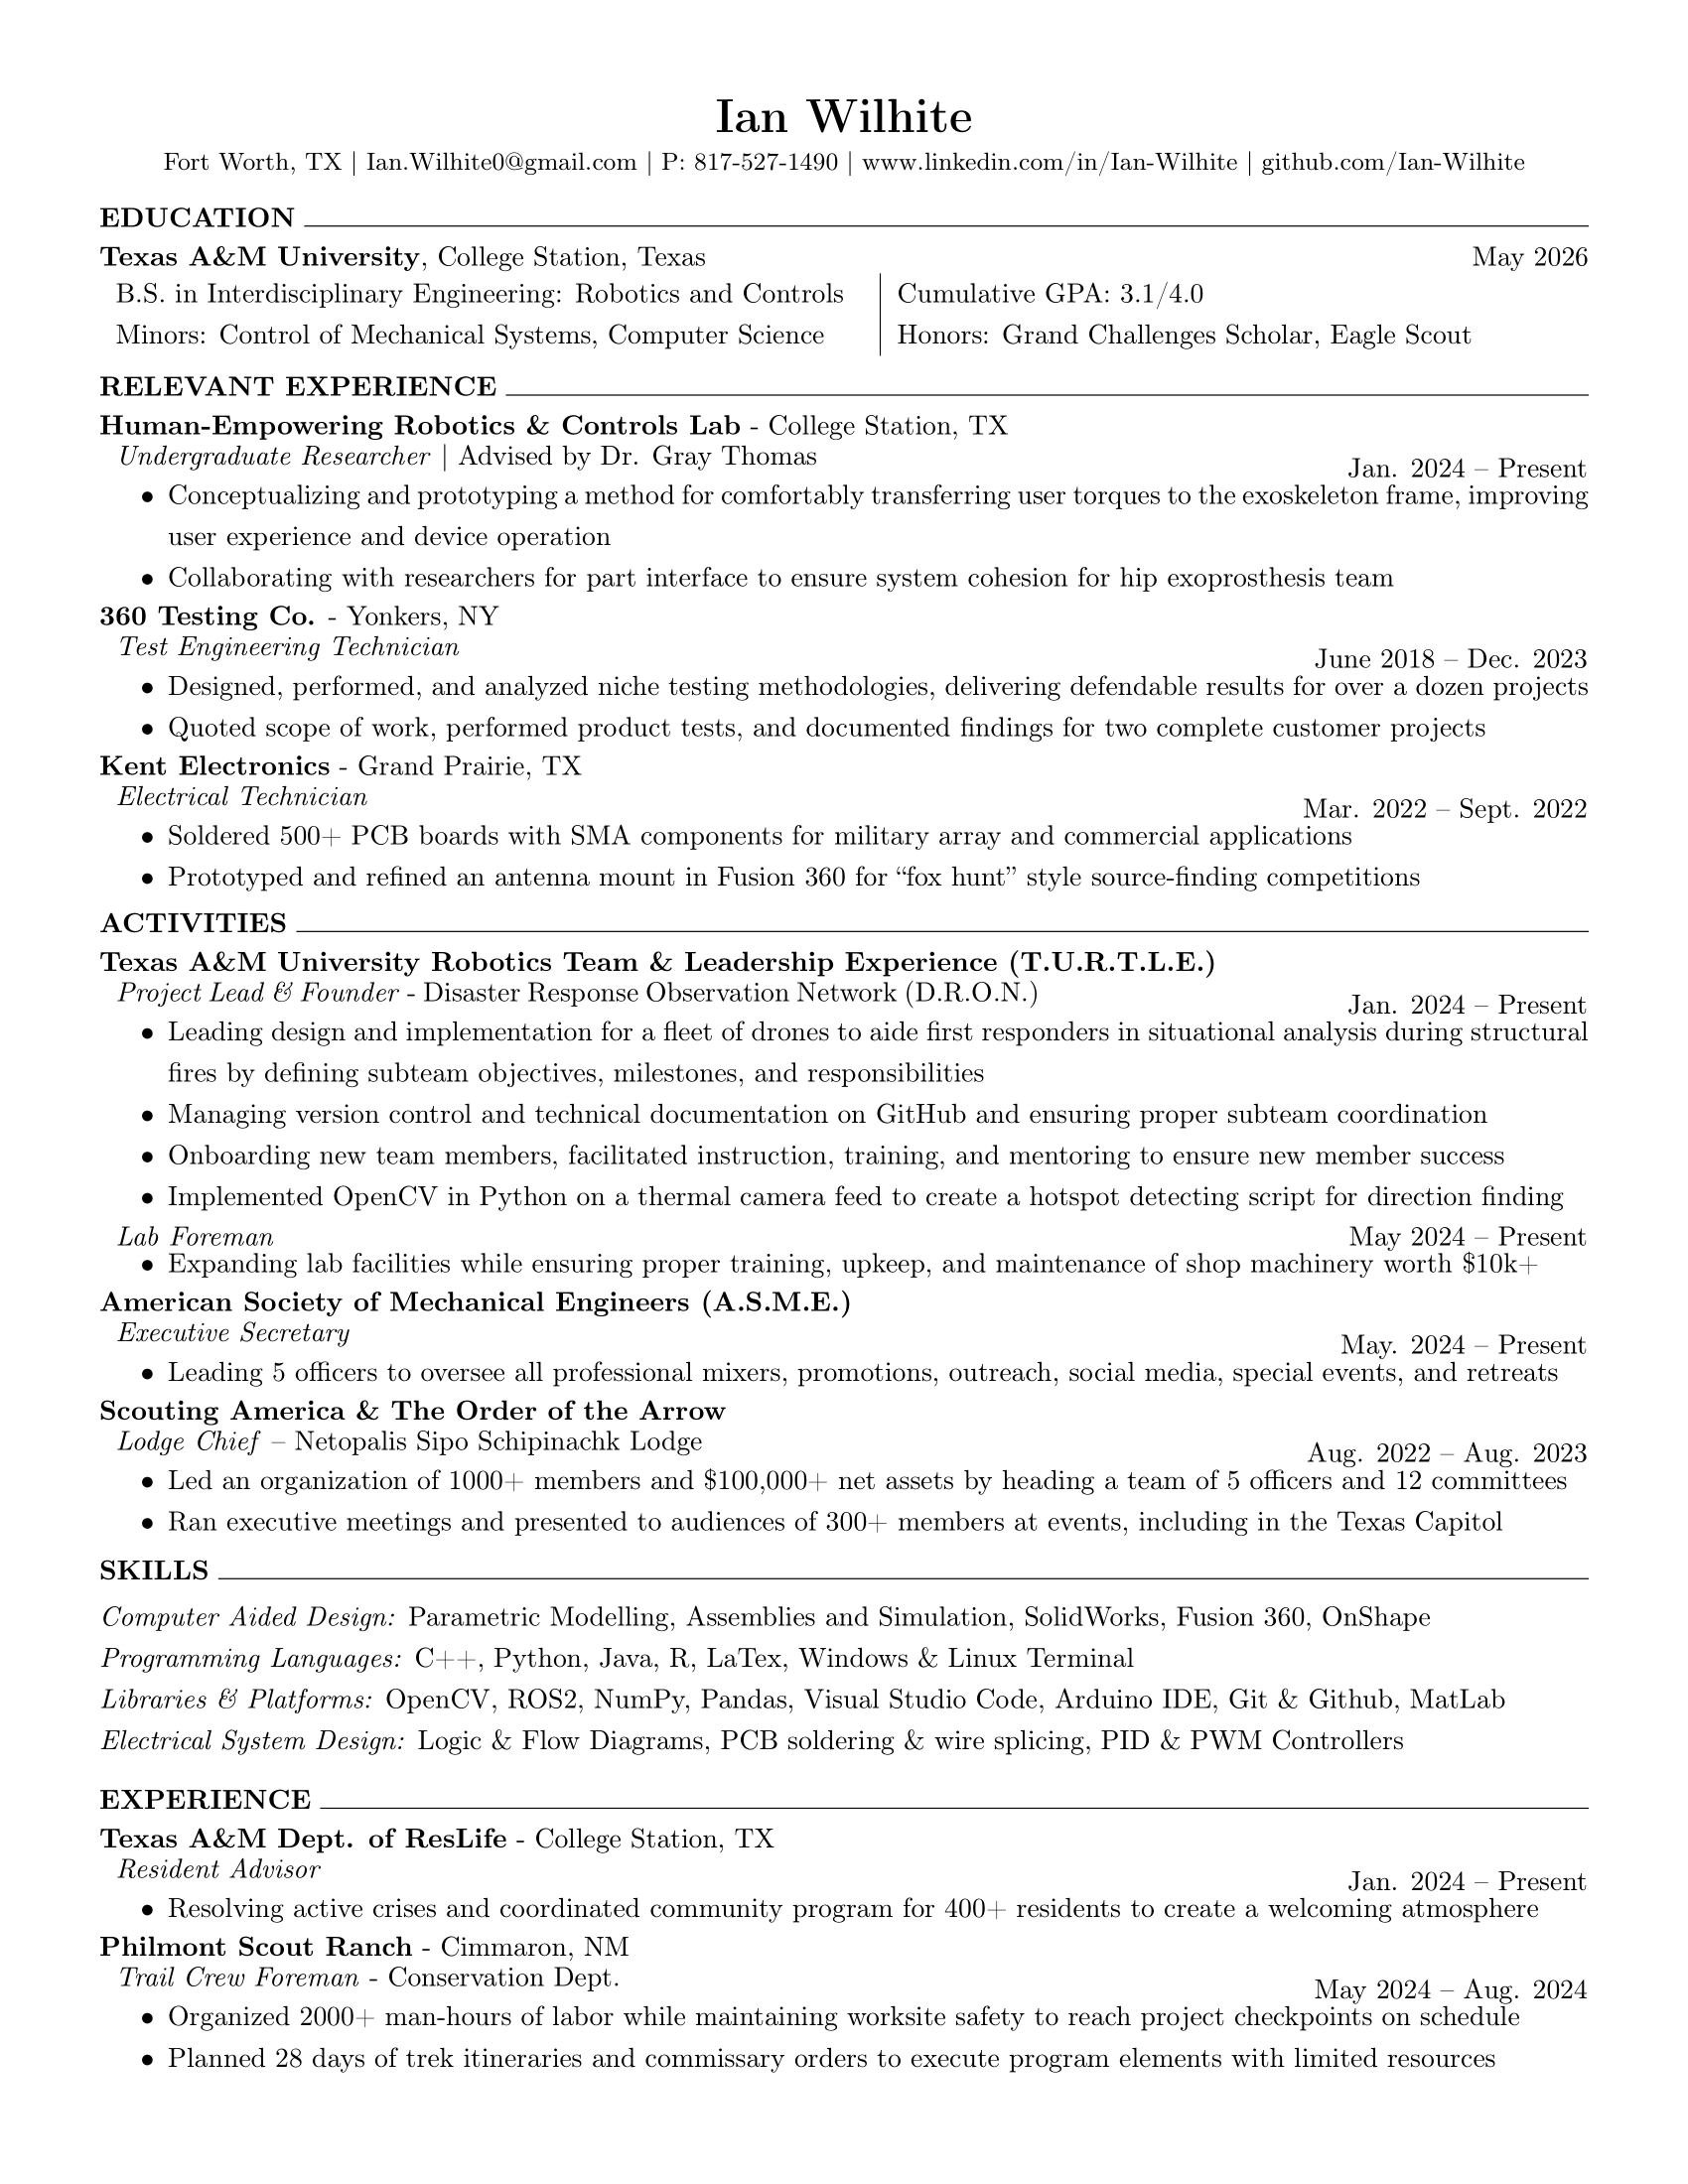 Ian Wilhite
Fort Worth, TX | Ian.Wilhite0@gmail.com | P: 817-527-1490 | www.linkedin.com/in/Ian-Wilhite | github.com/Ian-Wilhite
EDUCATION
Texas A&M University, College Station, Texas May 2026
B.S. in Interdisciplinary Engineering: Robotics and Controls Cumulative GPA: 3.1/4.0
Minors: Control of Mechanical Systems, Computer Science Honors: Grand Challenges Scholar, Eagle Scout
RELEVANT EXPERIENCE
Human-Empowering Robotics & Controls Lab - College Station, TX
Undergraduate Researcher | Advised by Dr. Gray Thomas Jan. 2024 – Present
• Conceptualizing and prototyping a method for comfortably transferring user torques to the exoskeleton frame, improving
user experience and device operation
• Collaborating with researchers for part interface to ensure system cohesion for hip exoprosthesis team
360 Testing Co. - Yonkers, NY
Test Engineering Technician June 2018 – Dec. 2023
• Designed, performed, and analyzed niche testing methodologies, delivering defendable results for over a dozen projects
• Quoted scope of work, performed product tests, and documented findings for two complete customer projects
Kent Electronics - Grand Prairie, TX
Electrical Technician Mar. 2022 – Sept. 2022
• Soldered 500+ PCB boards with SMA components for military array and commercial applications
• Prototyped and refined an antenna mount in Fusion 360 for “fox hunt” style source-finding competitions
ACTIVITIES
Texas A&M University Robotics Team & Leadership Experience (T.U.R.T.L.E.)
Project Lead & Founder - Disaster Response Observation Network (D.R.O.N.) Jan. 2024 – Present
• Leading design and implementation for a fleet of drones to aide first responders in situational analysis during structural
fires by defining subteam objectives, milestones, and responsibilities
• Managing version control and technical documentation on GitHub and ensuring proper subteam coordination
• Onboarding new team members, facilitated instruction, training, and mentoring to ensure new member success
• Implemented OpenCV in Python on a thermal camera feed to create a hotspot detecting script for direction finding
Lab Foreman May 2024 – Present
• Expanding lab facilities while ensuring proper training, upkeep, and maintenance of shop machinery worth $10k+
American Society of Mechanical Engineers (A.S.M.E.)
Executive Secretary May. 2024 – Present
• Leading 5 officers to oversee all professional mixers, promotions, outreach, social media, special events, and retreats
Scouting America & The Order of the Arrow
Lodge Chief – Netopalis Sipo Schipinachk Lodge Aug. 2022 – Aug. 2023
• Led an organization of 1000+ members and $100,000+ net assets by heading a team of 5 officers and 12 committees
• Ran executive meetings and presented to audiences of 300+ members at events, including in the Texas Capitol
SKILLS
Computer Aided Design: Parametric Modelling, Assemblies and Simulation, SolidWorks, Fusion 360, OnShape
Programming Languages: C++, Python, Java, R, LaTex, Windows & Linux Terminal
Libraries & Platforms: OpenCV, ROS2, NumPy, Pandas, Visual Studio Code, Arduino IDE, Git & Github, MatLab
Electrical System Design: Logic & Flow Diagrams, PCB soldering & wire splicing, PID & PWM Controllers
EXPERIENCE
Texas A&M Dept. of ResLife - College Station, TX
Resident Advisor Jan. 2024 – Present
• Resolving active crises and coordinated community program for 400+ residents to create a welcoming atmosphere
Philmont Scout Ranch - Cimmaron, NM
Trail Crew Foreman - Conservation Dept. May 2024 – Aug. 2024
• Organized 2000+ man-hours of labor while maintaining worksite safety to reach project checkpoints on schedule
• Planned 28 days of trek itineraries and commissary orders to execute program elements with limited resources